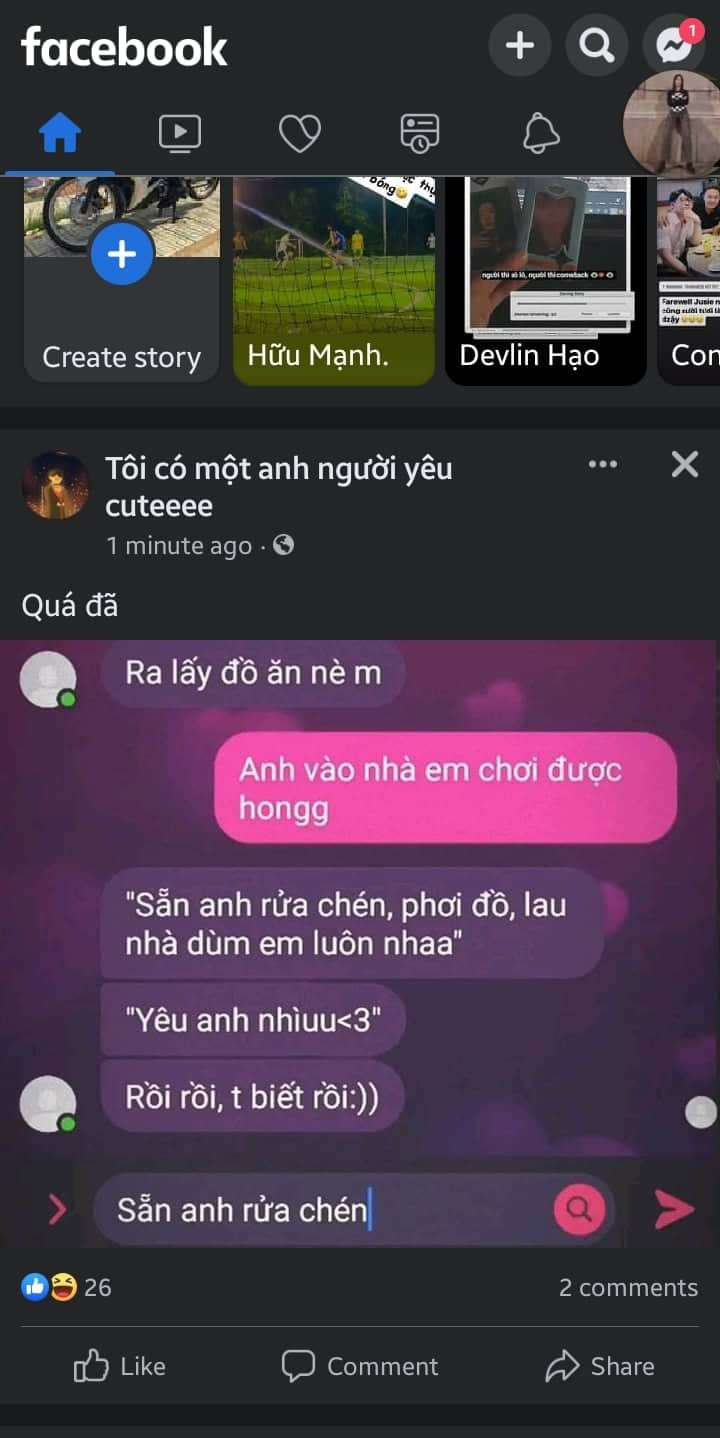 facebook
1
bóng
Hữu Mạnh.
người thì xỉu, người thì comeback
Devlin Hạo
Farewell Jusie n
Con
Create story
Tôi có một anh người yêu
cuteeee
1 minute ago ·
Quá đã
Ra lấy đồ ăn nè m
Anh vào nhà em chơi được
hongg
"Sẵn anh rửa chén, phơi đồ, lau
nhà dùm em luôn nhaa"
"Yêu anh nhìuu<3"
Rồi rồi, t biết rồi:))
Sẵn anh rửa chén
26
2 comments
Like
Comment
Share